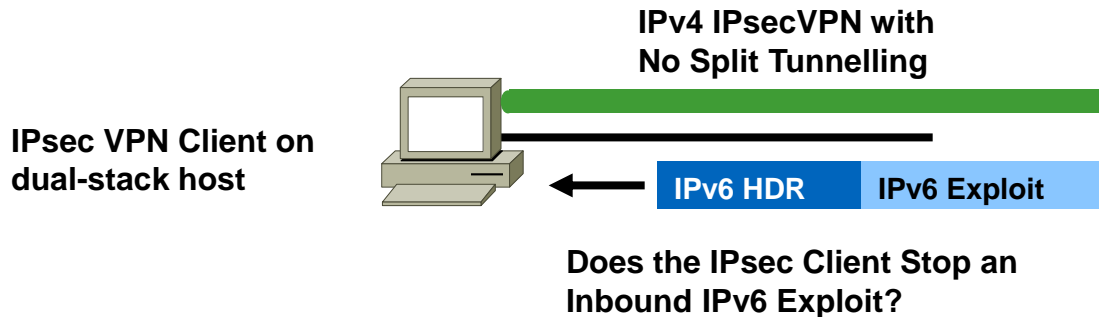 IPv4 IPsecVPN with
No Split Tunnelling
IPsec VPN Client on
dual-stack host
IPv6 HDR
IPv6 Exploit
Does the IPsec Client Stop an
Inbound IPv6 Exploit?